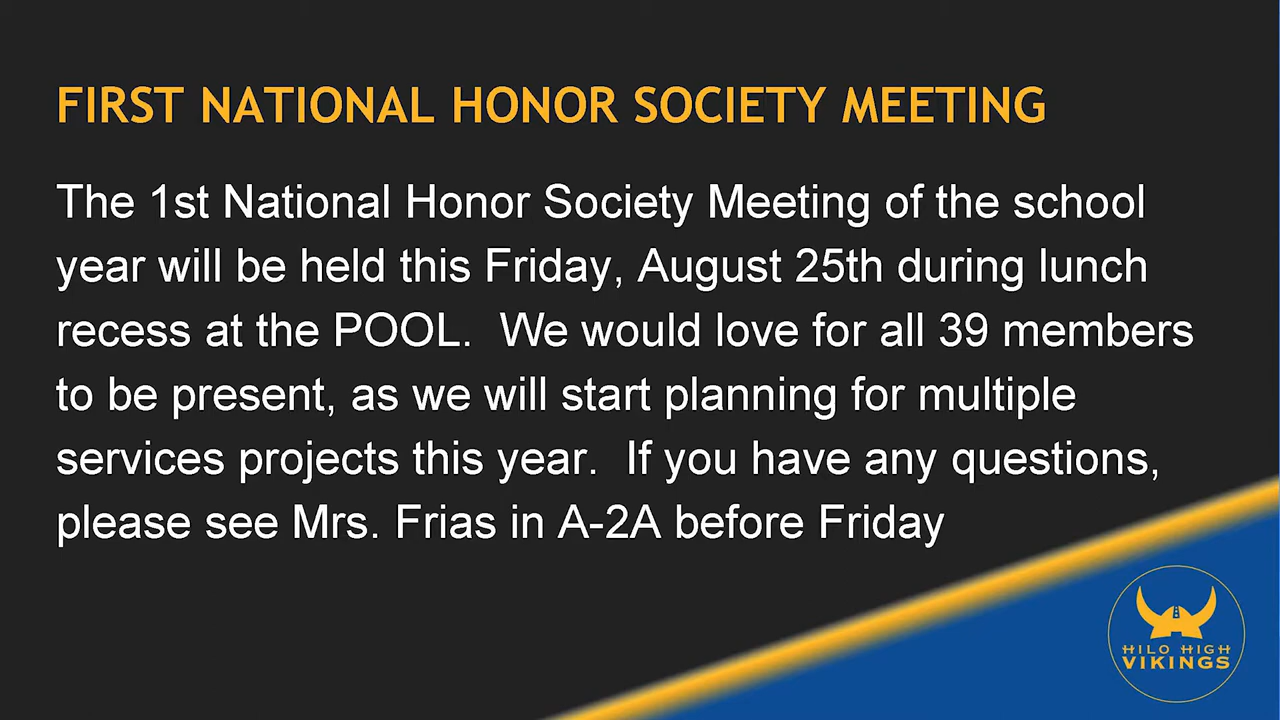 FIRST NATIONAL HONOR SOCIETY MEETING
The 1st National Honor Society Meeting of the school
year will be held this Friday, August 25th during lunch
recess at the POOL.  We would love for all 39 members
to be present, as we will start planning for multiple
services projects this year.  If you have any questions,
please see Mrs. Frias in A-2A before Friday
HILO HIGH
VIKINGS